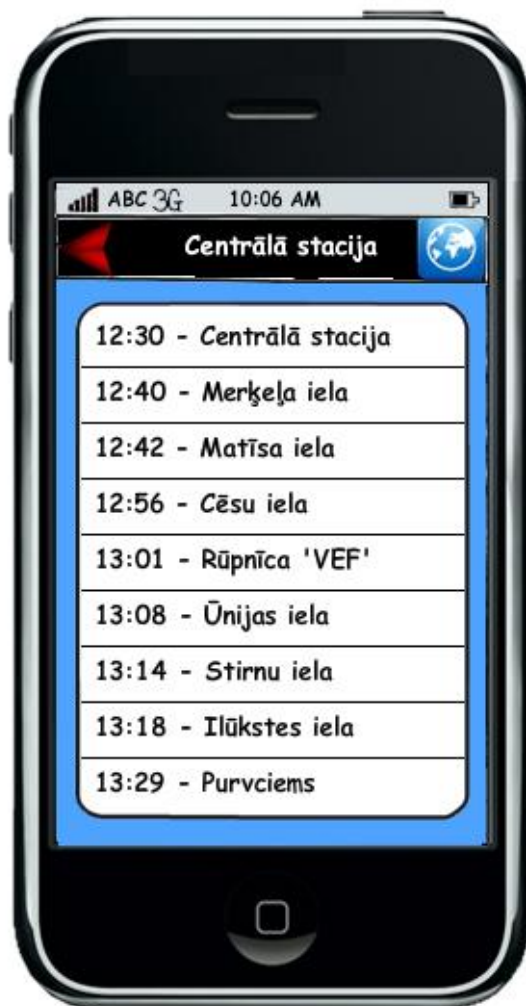 ABC 3G 10:06 AM
Centrālā stacija
12:30 - Centrālā stacija
12:40 - Merķeļa iela
12:42 - Matīsa iela
12:56 - Cēsu iela
13:01 - Rūpnīca 'VEF'
13:08 - Ūnijas iela
13:14 - Stirnu iela
13:18 - Ilūkstes iela
13:29 - Purvciems